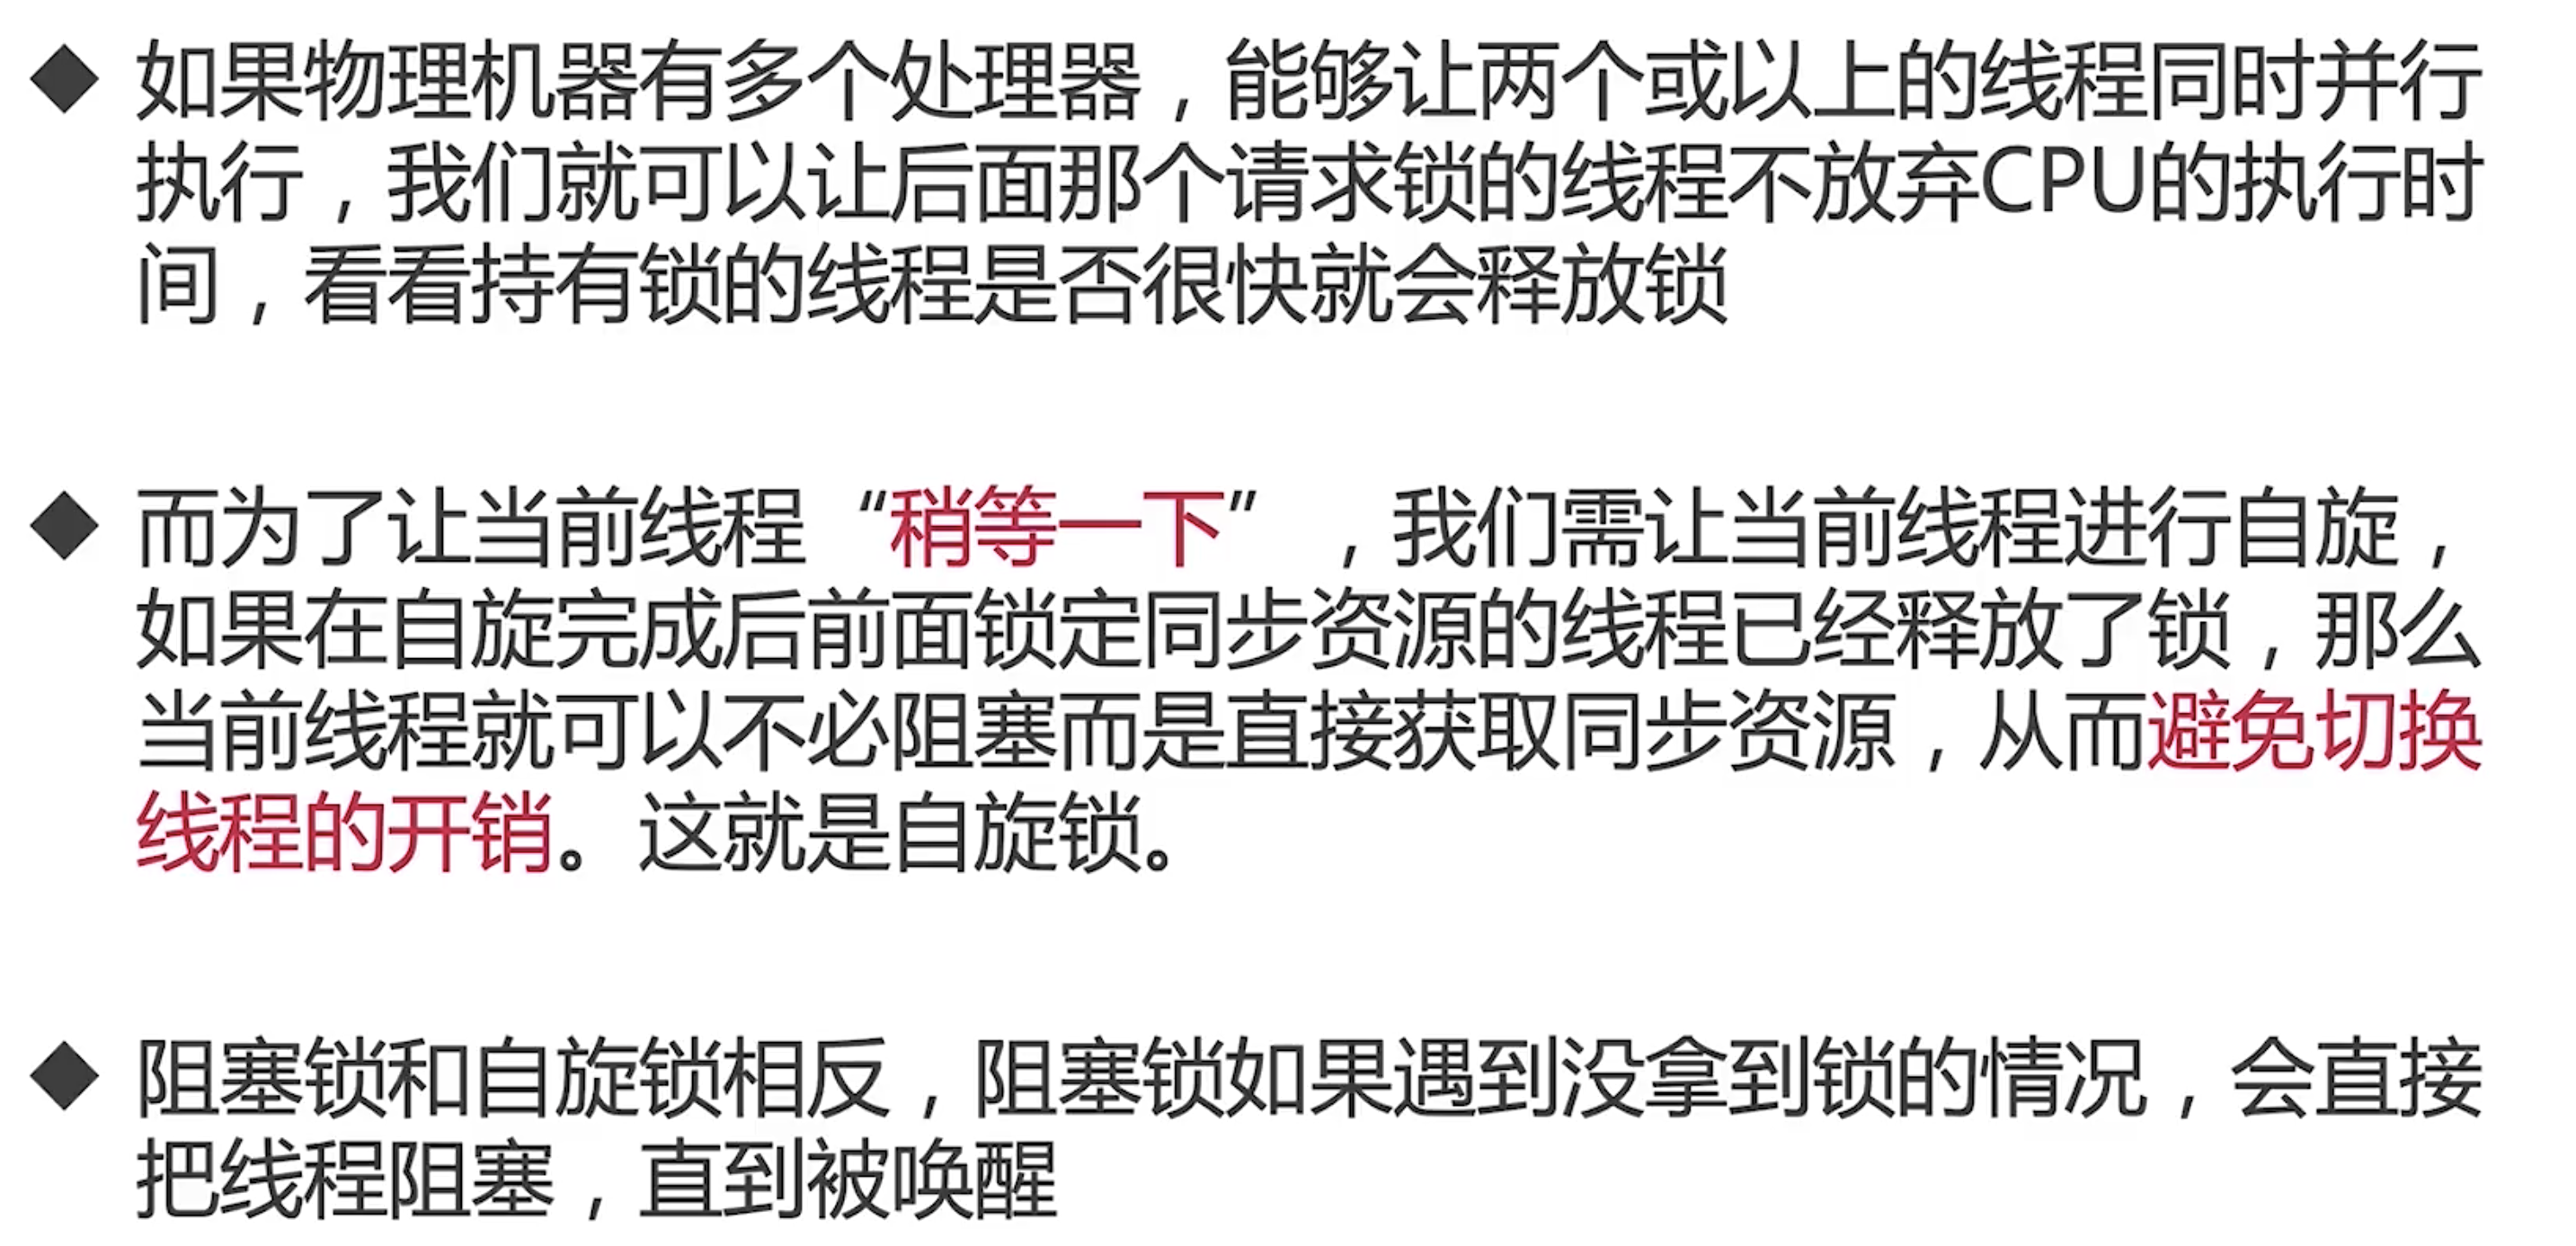 ◆ 如果物理机器有多个处理器，能够让两个或以上的线程同时并行
执行，我们就可以让后面那个请求锁的线程不放弃CPU的执行时
间，看看持有锁的线程是否很快就会释放锁
◆ 而为了让当前线程 “稍等一下” ，我们需让当前线程进行自旋，
如果在自旋完成后前面锁定同步资源的线程已经释放了锁，那么
当前线程就可以不必阻塞而是直接获取同步资源，从而避免切换
线程的开销。这就是自旋锁。
◆ 阻塞锁和自旋锁相反，阻塞锁如果遇到没拿到锁的情况，会直接
把线程阻塞，直到被唤醒